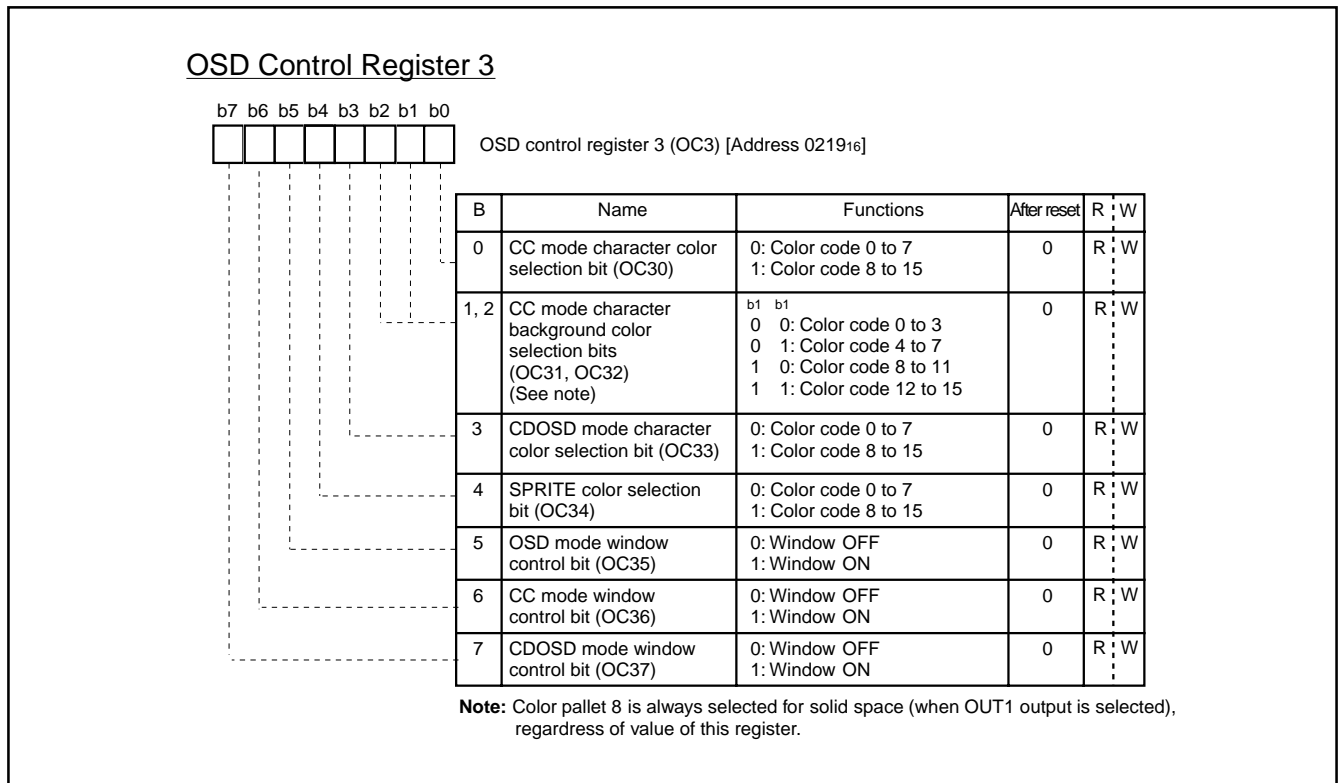 OSD Control Register 3
b7 b6 b5 b4 b3 b2 b1 b0
OSD control register 3 (OC3) [Address 021916]
B Name Functions After reset R W
0 CC mode character color 0: Color code 0 to 7 0 R W
selection bit (OC30) 1: Color code 8 to 15
1, 2 CC mode character b1 b1 0 R W
background color 0 0: Color code 0 to 3
selection bits 0 1: Color code 4 to 7
(OC31, OC32) 1 0: Color code 8 to 11
(See note) 1 1: Color code 12 to 15
3 CDOSD mode character 0: Color code 0 to 7 0 R W
color selection bit (OC33) 1: Color code 8 to 15
4 SPRITE color selection 0: Color code 0 to 7 0 R W
bit (OC34) 1: Color code 8 to 15
5 OSD mode window 0: Window OFF 0 R W
control bit (OC35) 1: Window ON
6 CC mode window 0: Window OFF 0 R W
control bit (OC36) 1: Window ON
7 CDOSD mode window 0: Window OFF 0 R W
control bit (OC37) 1: Window ON
Note: Color pallet 8 is always selected for solid space (when OUT1 output is selected),
regardress of value of this register.